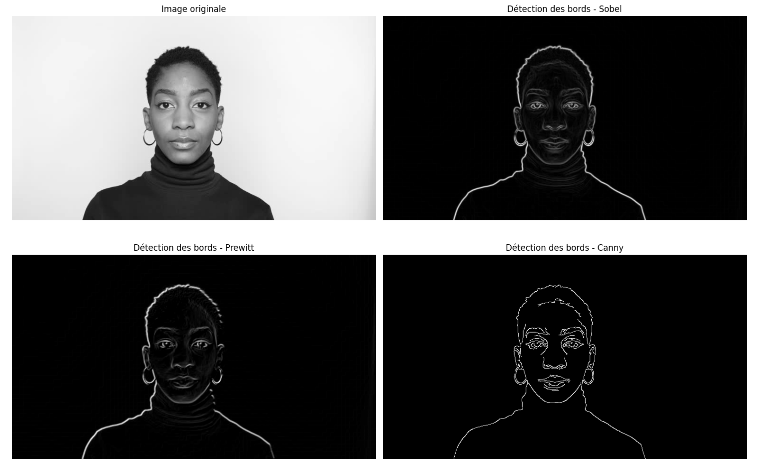 Image originale
Détection des bords - Sobel
Détection des bords - Prewitt
Détection des bords - Canny